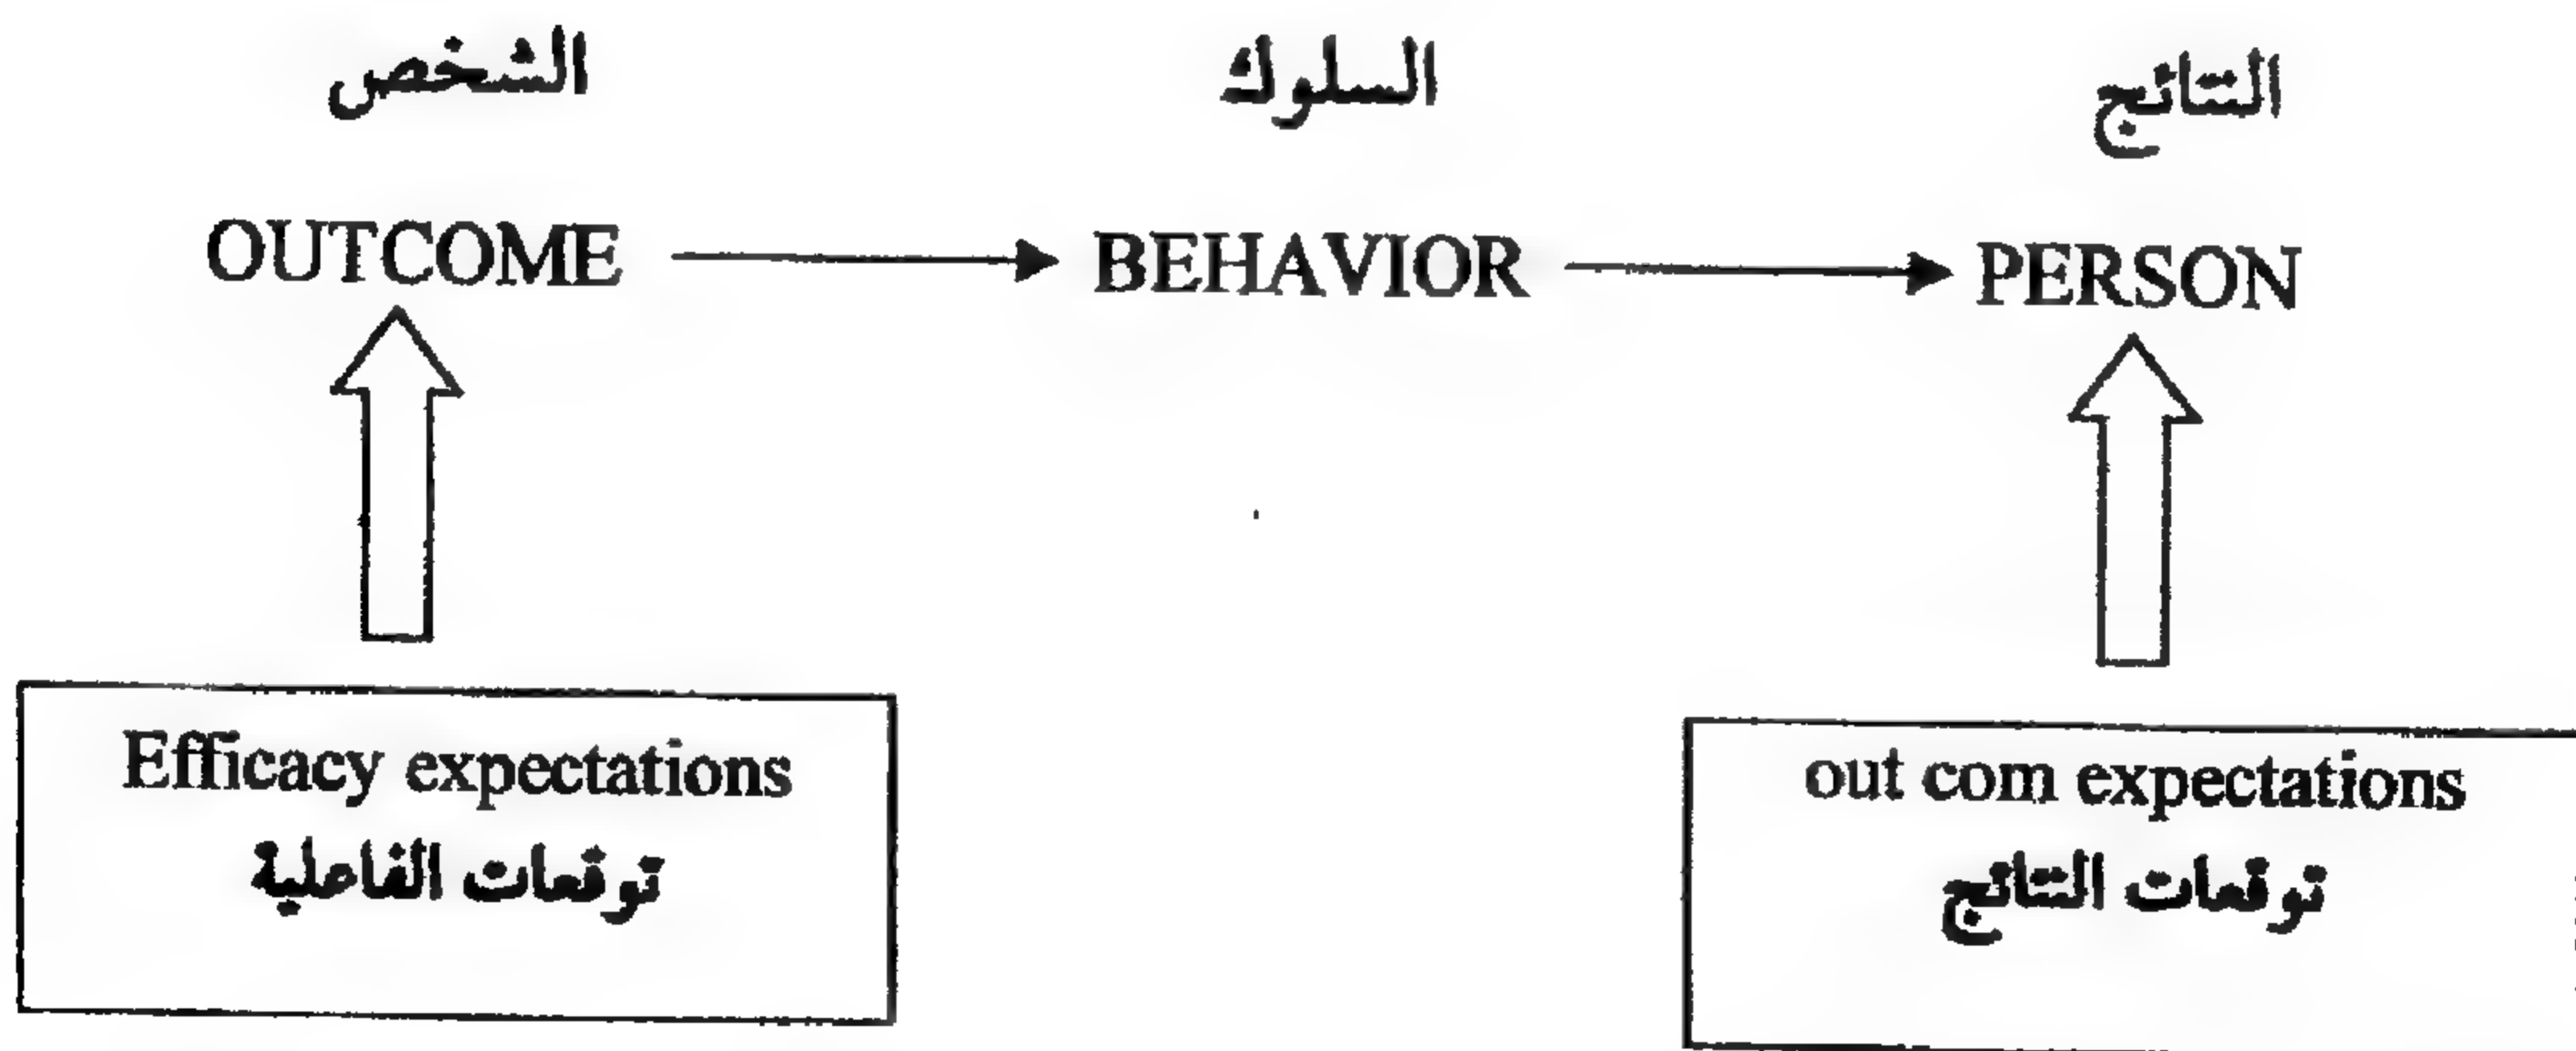 الشخص
السلوك
النتائج
OUTCOME
BEHAVIOR
PERSON
Efficacy expectations
توقعات الفاعلية
out com expectations
توقعات النتائج